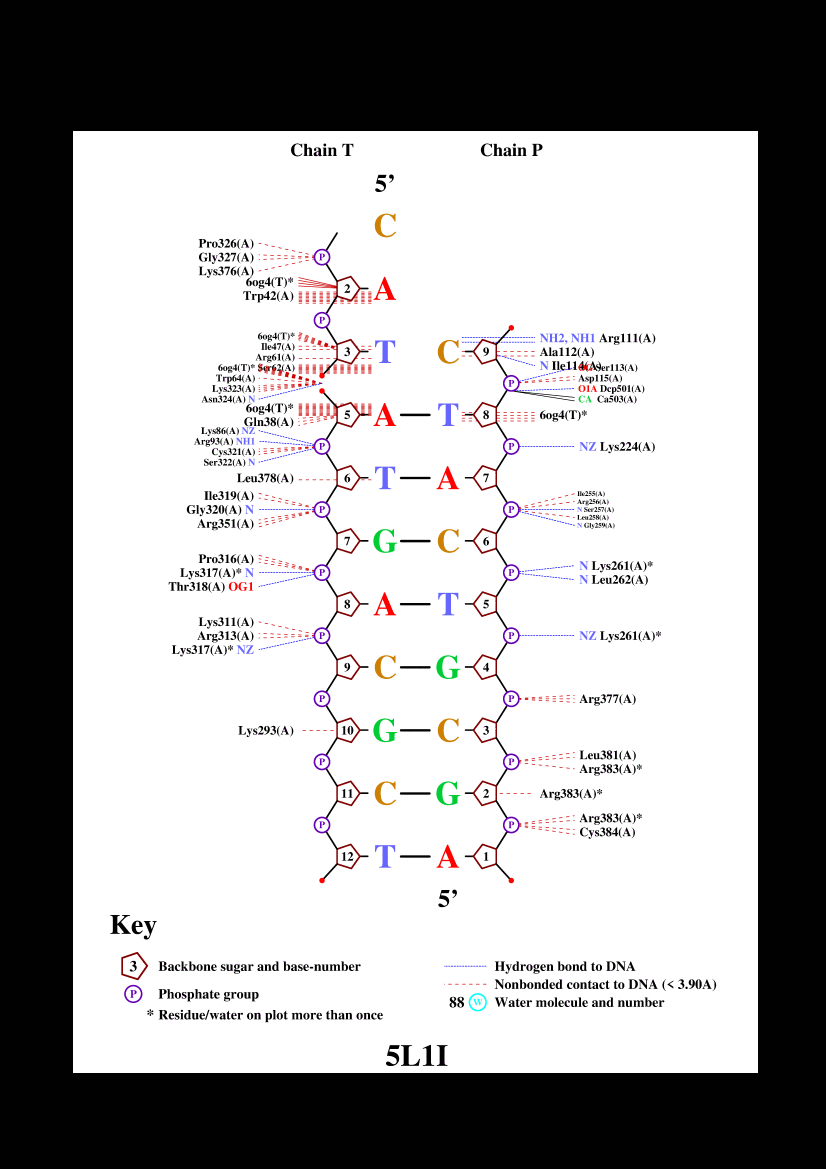 Chain T Chain P
5’
C
Pro326(A)
P Gly327(A)
Lys376(A)
6og4(T)*
2 A
Trp42(A)
P
6og4(T)*
NH2, NH1 Arg111(A)
Ile47(A)
3 T C 9 Ala112(A)
Arg61(A)
N Ile114(A)
6og4(T)* Ser62(A)
Ser113(A)
Trp64(A)
P Asp115(A)
Lys323(A)
O1A Dcp501(A)
Asn324(A) N
CA Ca503(A)
6og4(T)*
5 A T 8 6og4(T)*
Gln38(A)
Lys86(A) NZ
Arg93(A) NH1
P P NZ Lys224(A)
Cys321(A)
Ser322(A) N
Leu378(A) 6 T A 7
Ile319(A)
Ile255(A)
Arg256(A)
Gly320(A) N P P N Ser257(A)
Leu258(A)
Arg351(A)
N Gly259(A)
7 G C 6
Pro316(A)
N Lys261(A)*
Lys317(A)* N P P
N Leu262(A)
Thr318(A) OG1
8 A T 5
Lys311(A)
Arg313(A) P P NZ Lys261(A)*
Lys317(A)* NZ
9 C G 4
P P Arg377(A)
Lys293(A) 10 G C 3
Leu381(A)
P P
Arg383(A)*
11 C G 2 Arg383(A)*
Arg383(A)*
P P
Cys384(A)
12 T A 1
5’
Key
3 Backbone sugar and base-number
Hydrogen bond to DNA
Nonbonded contact to DNA (< 3.90A)
P Phosphate group
88 W Water molecule and number
* Residue/water on plot more than once
5L1I